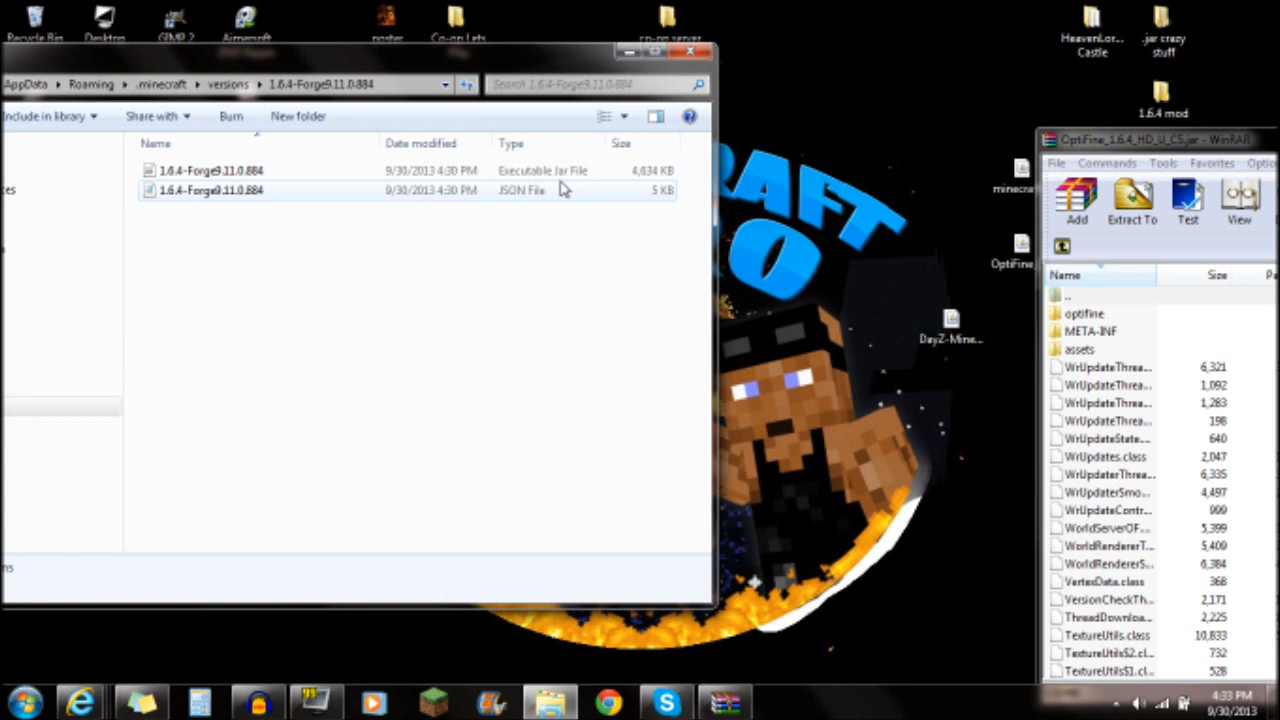 Recycle Bin
Desktop
GIMP 2
Aimersoft
poster
Co-op Lets
co-op server
HeavenLor... Castle
.jar crazy stuff
1.6.4 mod
AppData
Roaming
.minecraft
versions
1.6.4-Forge9.11.0.884
Search 1.6.4-Forge9.11.0.884
Include in library
Share with
Burn
New folder
Name
Date modified
Type
Size
1.6.4-Forge9.11.0.884
9/30/2013 4:30 PM
Executable Jar File
4,634 KB
1.6.4-Forge9.11.0.884
9/30/2013 4:30 PM
JSON File
5 KB
RAFT
O
minecra
OptiFine
DayZ-Mine...
OptiFine_1.6.4_HD_U_C5.jar - WinRAR
File Commands Tools Favorites Optio
Add
Extract To
Test
View
Name
Size
..
optifine
META-INF
assets
WrUpdateThrea... 6,321
WrUpdateThrea... 1,092
WrUpdateThrea... 1,283
WrUpdateThrea... 198
WrUpdateState.... 640
WrUpdates.class 2,047
WrUpdaterThrea... 6,335
WrUpdaterSmo... 4,497
WrUpdateContr... 999
WorldServerOF... 5,399
WorldRendererT... 5,409
WorldRendererS... 6,384
VertexData.class 368
VersionCheckTh... 2,171
ThreadDownloa... 2,225
TextureUtils.class 10,833
TextureUtils$2.cl... 732
TextureUtils$1.cl... 528
4:33 PM
9/30/2013